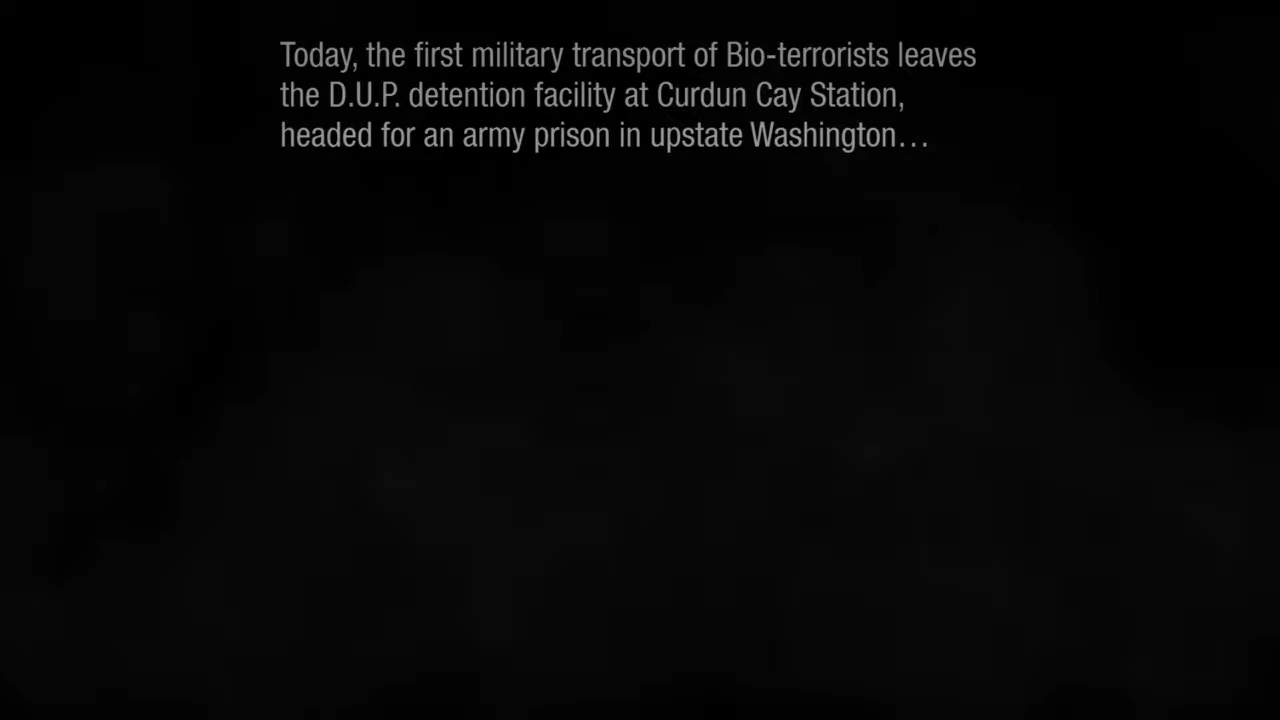 Today, the first military transport of Bio-terrorists leaves
the D.U.P. detention facility at Curdun Cay Station,
headed for an army prison in upstate Washington…